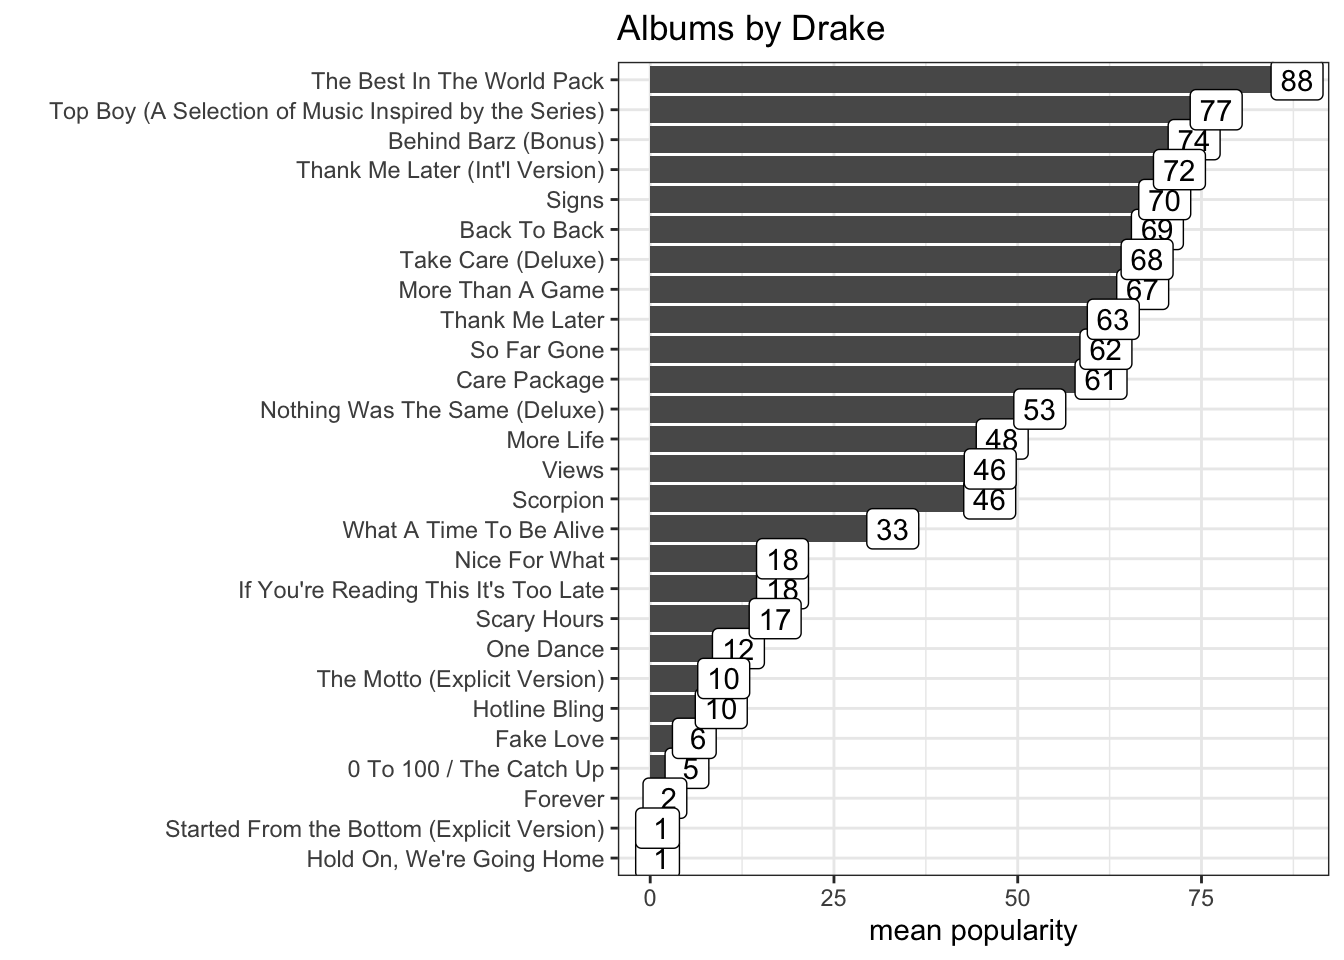 Albums by Drake
The Best In The World Pack 88
Top Boy (A Selection of Music Inspired by the Series) 77
Behind Barz (Bonus) 74
Thank Me Later (Int'l Version) 72
Signs 70
Back To Back 69
Take Care (Deluxe) 68
More Than A Game 67
Thank Me Later 63
So Far Gone 62
Care Package 61
Nothing Was The Same (Deluxe) 53
More Life 48
Views 46
Scorpion 46
What A Time To Be Alive 33
Nice For What 18
If You're Reading This It's Too Late 18
Scary Hours 17
One Dance 12
The Motto (Explicit Version) 10
Hotline Bling 10
Fake Love 6
0 To 100 / The Catch Up 5
Forever 2
Started From the Bottom (Explicit Version) 1
Hold On, We're Going Home 1
0 25 50 75
mean popularity